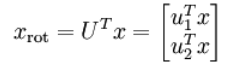 x_rot = U^T x = [u_1^T x
u_2^T x]